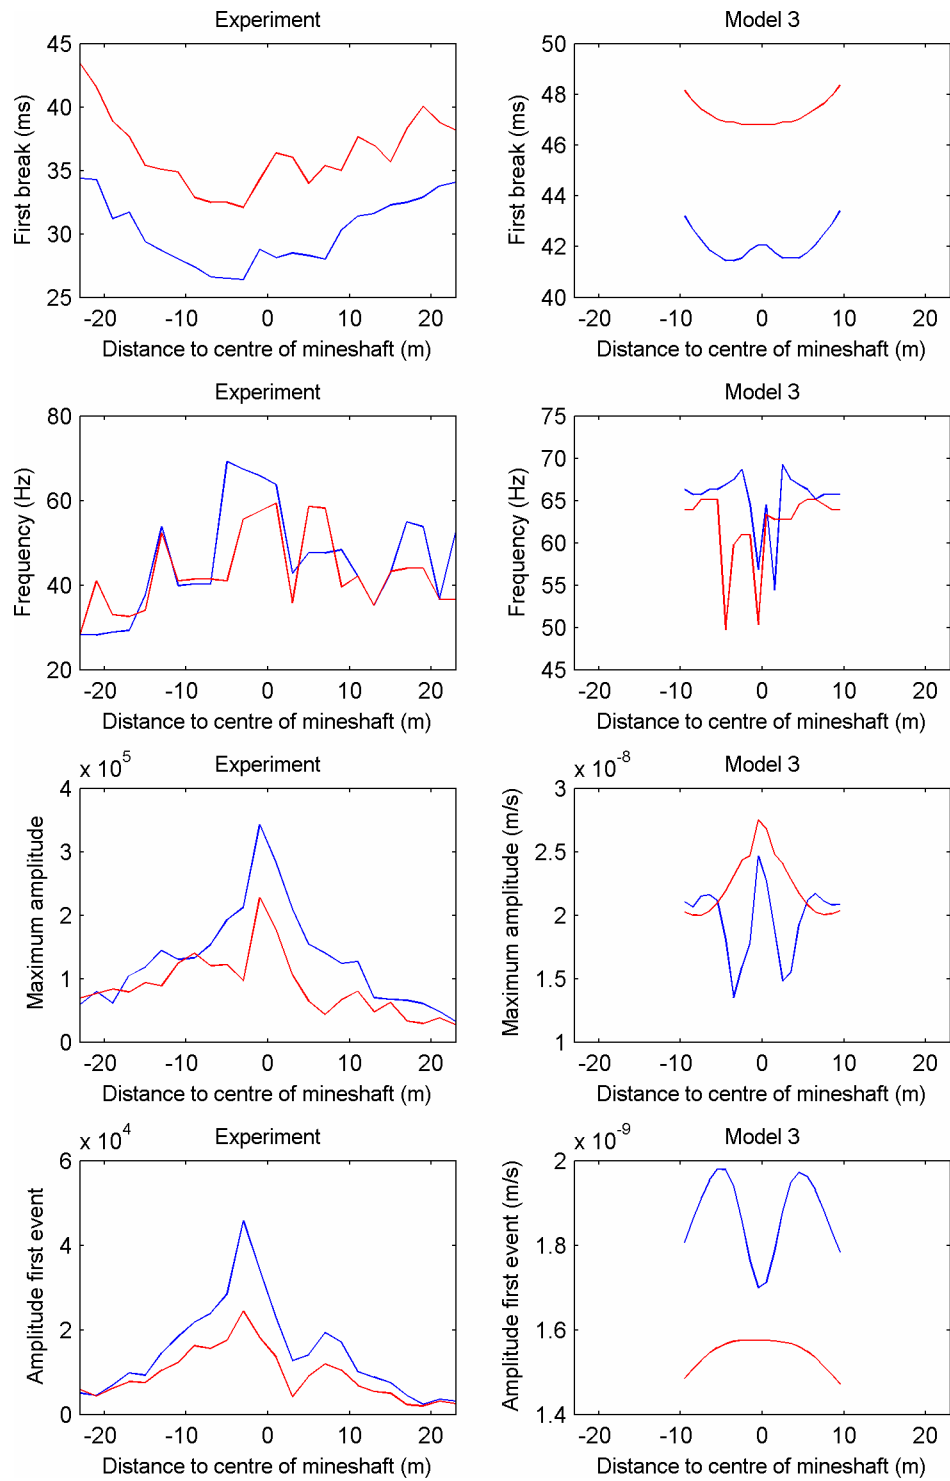 Experiment
First break (ms)
45
40
35
30
25
-20 -10 0 10 20
Distance to centre of mineshaft (m)
Model 3
First break (ms)
50
48
46
44
42
40
-20 -10 0 10 20
Distance to centre of mineshaft (m)
Experiment
Frequency (Hz)
80
60
40
20
-20 -10 0 10 20
Distance to centre of mineshaft (m)
Model 3
Frequency (Hz)
75
70
65
60
55
50
45
-20 -10 0 10 20
Distance to centre of mineshaft (m)
x 10^5
Experiment
Maximum amplitude
4
3
2
1
0
-20 -10 0 10 20
Distance to centre of mineshaft (m)
x 10^-8
Model 3
Maximum amplitude (m/s)
3
2.5
2
1.5
1
-20 -10 0 10 20
Distance to centre of mineshaft (m)
x 10^4
Experiment
Amplitude first event
6
4
2
0
-20 -10 0 10 20
Distance to centre of mineshaft (m)
x 10^-9
Model 3
Amplitude first event (m/s)
2
1.8
1.6
1.4
-20 -10 0 10 20
Distance to centre of mineshaft (m)